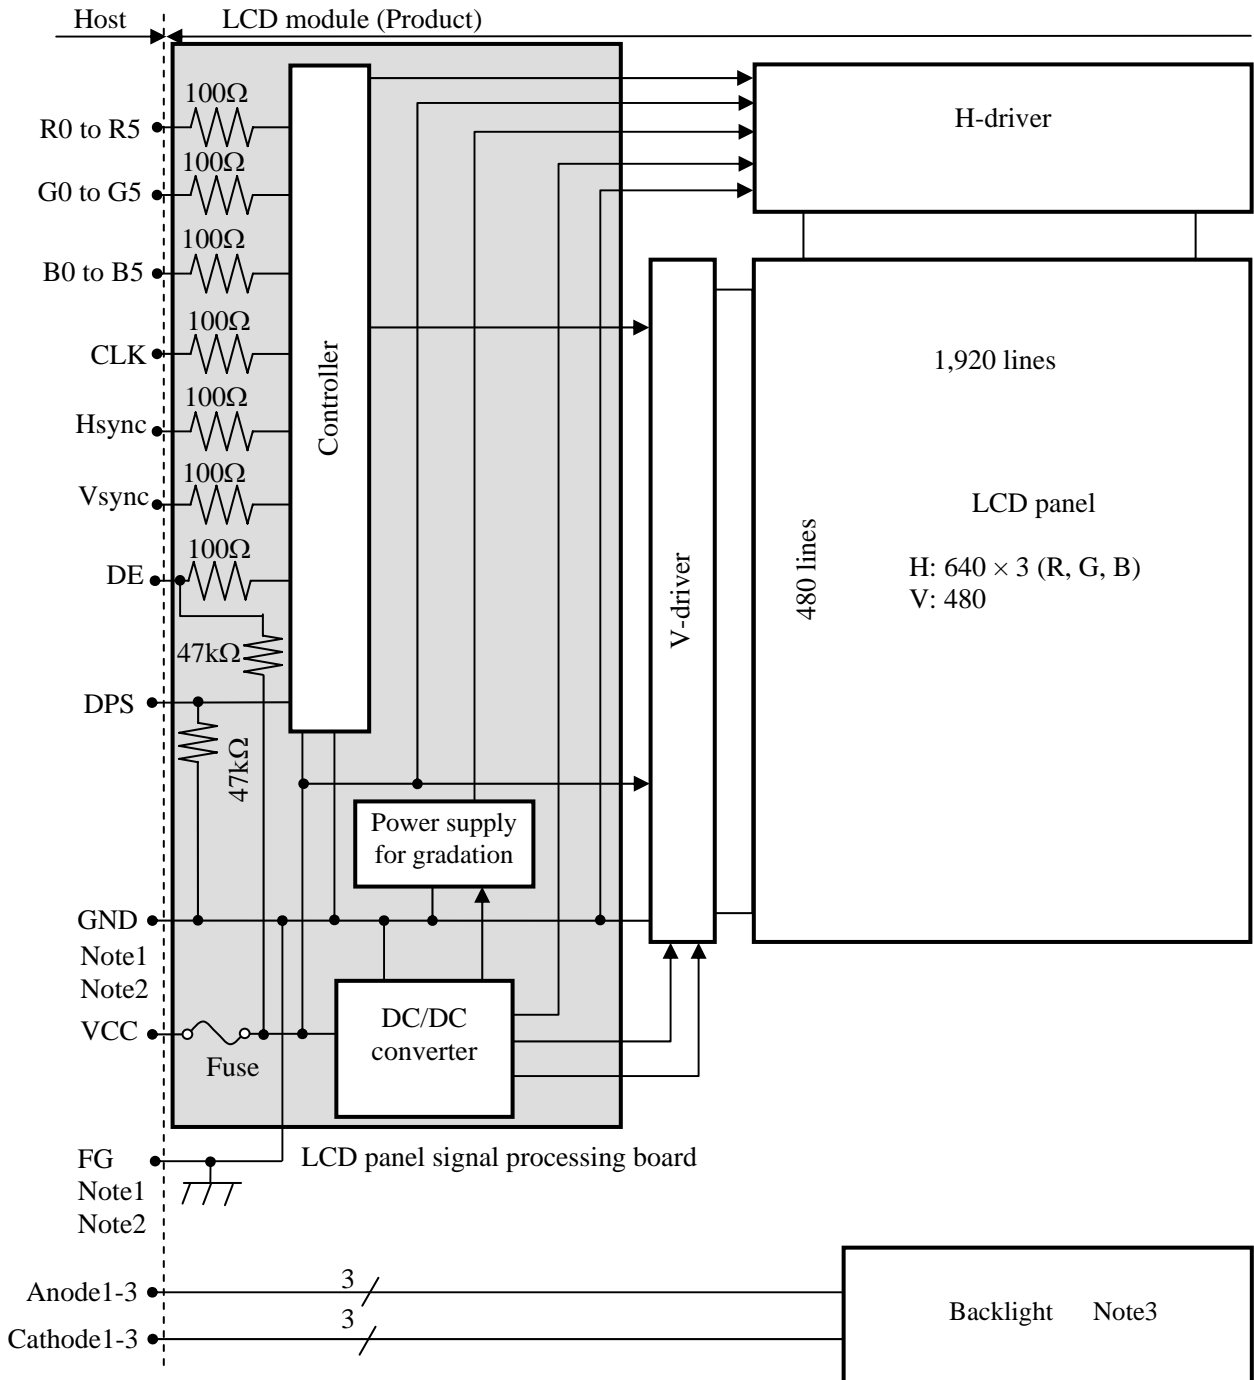 Host
LCD module (Product)
100Ω
R0 to R5
100Ω
G0 to G5
100Ω
B0 to B5
100Ω
CLK
100Ω
Hsync
100Ω
Vsync
100Ω
DE
47kΩ
DPS
47kΩ
Controller
H-driver
V-driver
1,920 lines
480 lines
LCD panel
H: 640 × 3 (R, G, B)
V: 480
Power supply
for gradation
GND
Note1
Note2
VCC
Fuse
DC/DC
converter
FG
Note1
Note2
LCD panel signal processing board
Anode1-3
3
Cathode1-3
3
Backlight Note3